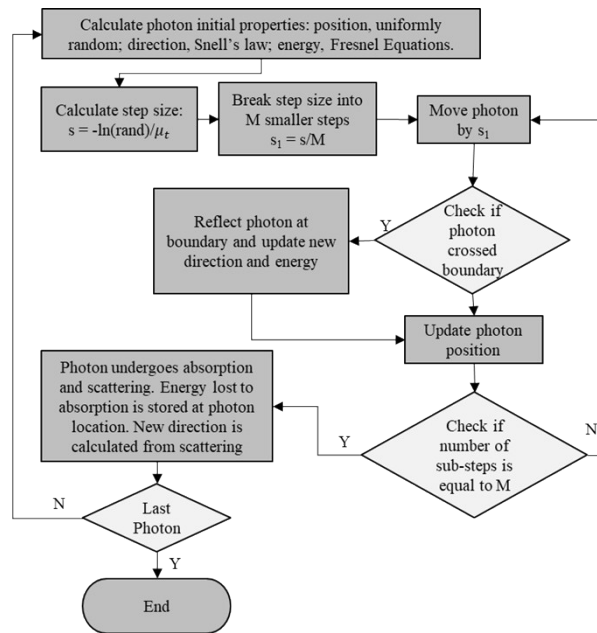 Calculate photon initial properties: position, uniformly
random; direction, Snell's law; energy, Fresnel Equations.
Calculate step size:
s = -ln(rand)/μₜ
Break step size into
M smaller steps
s₁ = s/M
Move photon
by s₁
Check if
photon
crossed
boundary
Y
Reflect photon at
boundary and update new
direction and energy
Update photon
position
Check if
number of
sub-steps is
equal to M
N
Y
Photon undergoes absorption
and scattering. Energy lost to
absorption is stored at photon
location. New direction is
calculated from scattering
Last
Photon
N
Y
End